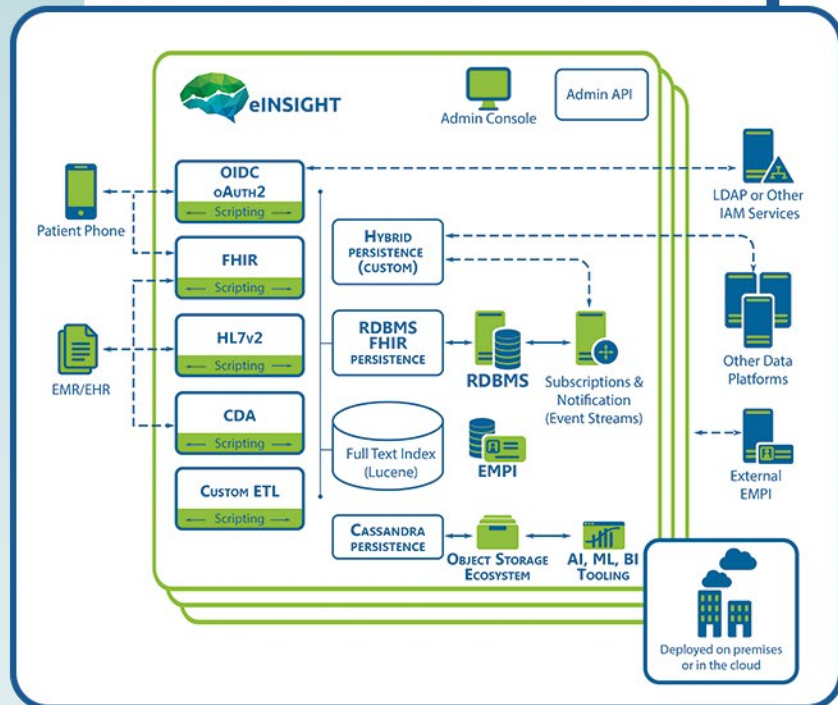 eINSIGHT
Admin Console
Admin API
OIDC
oAuth2
Scripting
FHIR
Scripting
HL7v2
Scripting
CDA
Scripting
Custom ETL
Scripting
Patient Phone
EMR/EHR
Hybrid
persistence
(custom)
RDBMS
FHIR
persistence
Full Text Index
(Lucene)
Cassandra
persistence
RDBMS
EMPI
Subscriptions &
Notification
(Event Streams)
Object Storage
Ecosystem
AI, ML, BI
Tooling
LDAP or Other
IAM Services
Other Data
Platforms
External
EMPI
Deployed on premises
or in the cloud